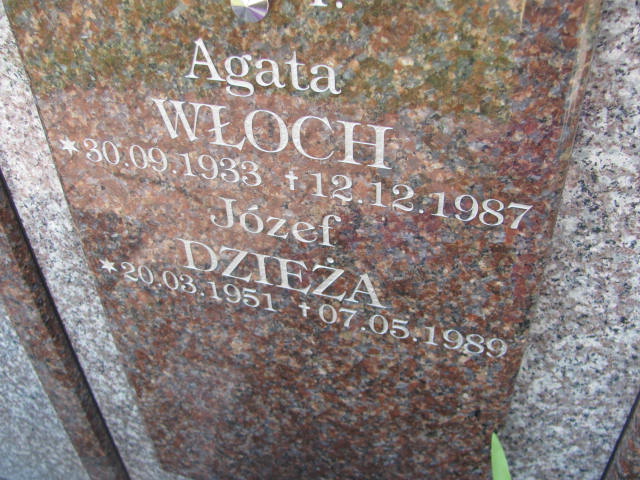 Agata
WŁOCH
*30.09.1933 †12.12.1987
Józef
DZIEŻA
*20.03.1951 †07.05.1989